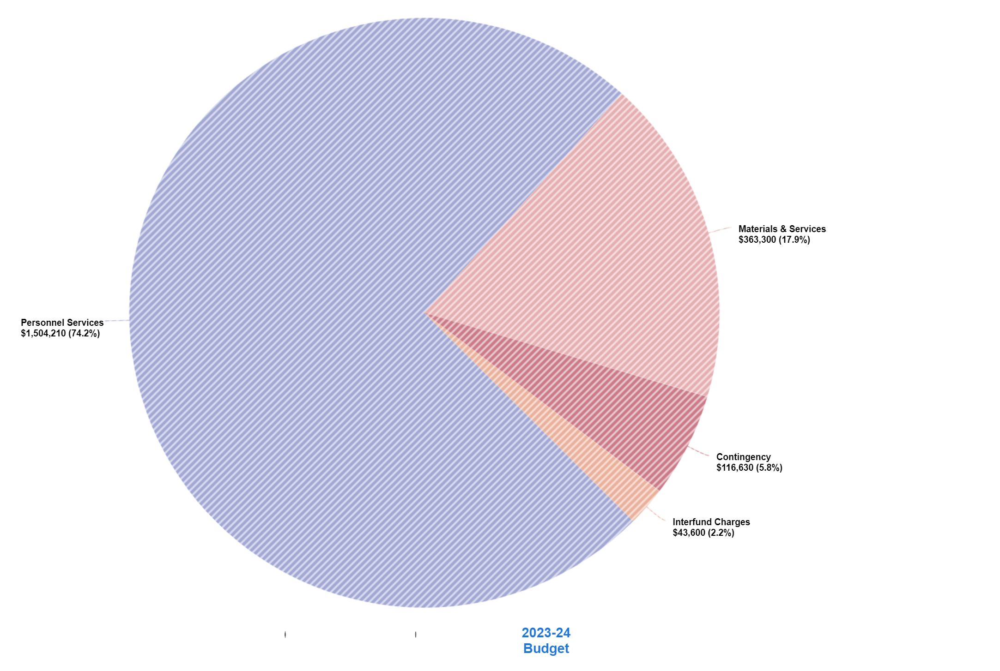 Materials & Services
$363,300 (17.9%)
Personnel Services
$1,504,210 (74.2%)
Contingency
$116,630 (5.8%)
Interfund Charges
$43,600 (2.2%)
2023-24
Budget